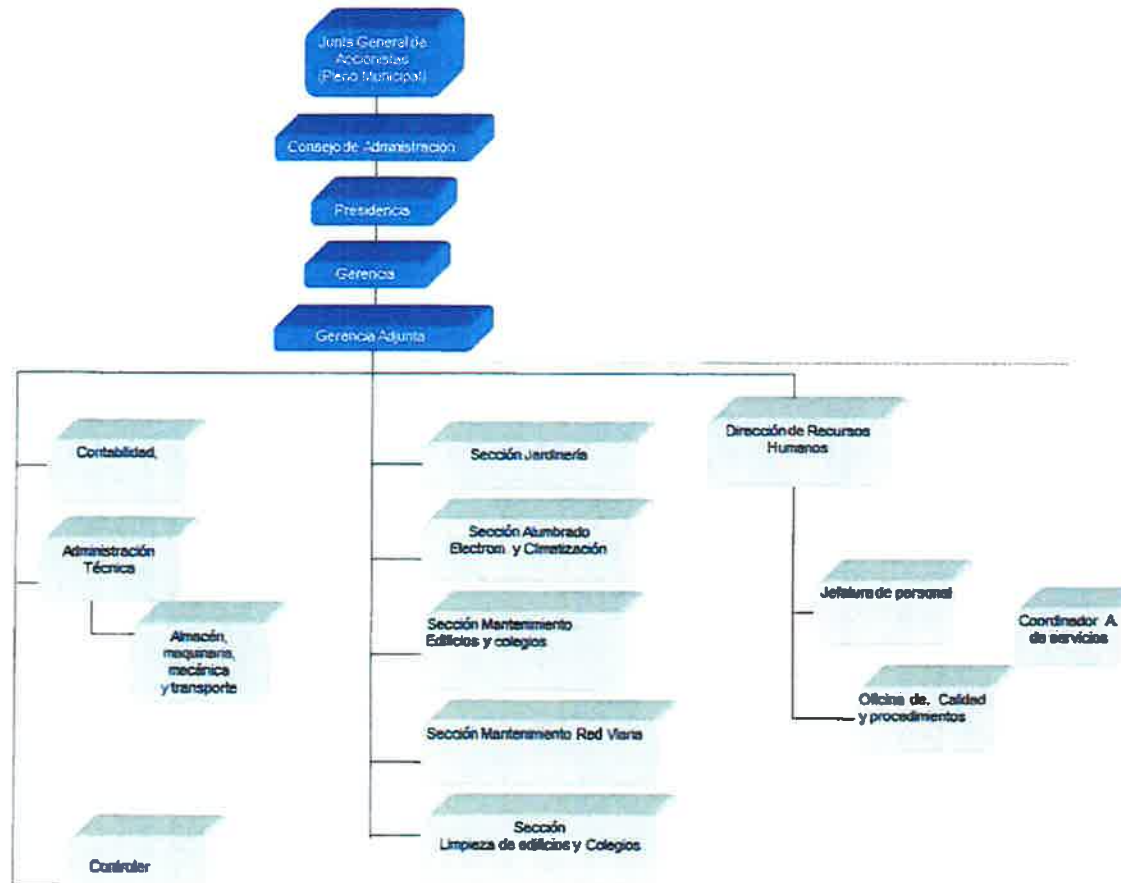 Junta General de
Accionistas
(Pleno Municipal)
Consejo de Administración
Presidencia
Gerencia
Gerencia Adjunta
Contabilidad,
Administración
Técnica
Almacén,
maquinaria,
mecánica
y transporte
Controler
Sección Jardinería
Sección Alumbrado
Electrom. y Climatización
Sección Mantenimiento
Edificios y colegios
Sección Mantenimiento Red Viaria
Sección
Limpieza de edificios y Colegios
Dirección de Recursos
Humanos
Jefatura de personal
Coordinador A.
de servicios
Oficina de. Calidad
y procedimientos